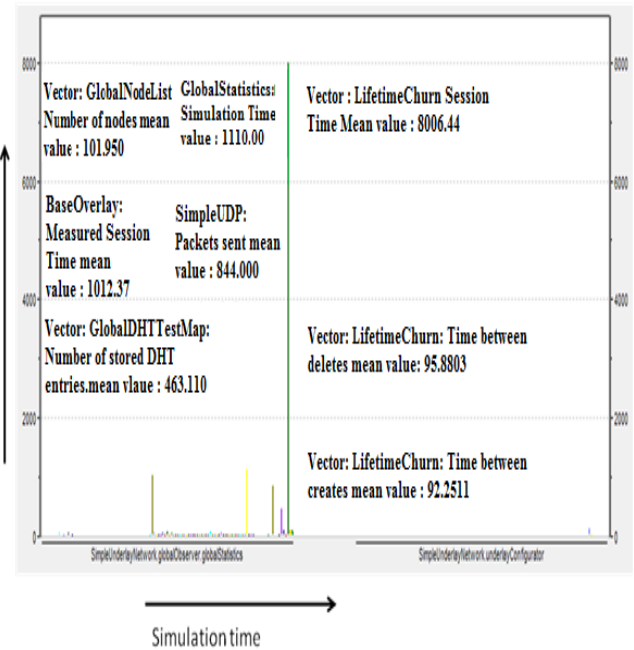 8000
8000
Vector: GlobalNodeList
Number of nodes mean
value : 101.950
GlobalStatistics:
Simulation Time
value : 1110.00
Vector : LifetimeChurn Session
Time Mean value : 8006.44
6000
6000
BaseOverlay:
Measured Session
Time mean
value : 1012.37
SimpleUDP:
Packets sent mean
value : 844.000
4000
4000
Vector: GlobalDHTTestMap:
Number of stored DHT
entries.mean vlaue : 463.110
Vector: LifetimeChurn: Time between
deletes mean value: 95.8803
2000
2000
Vector: LifetimeChurn: Time between
creates mean value : 92.2511
0
0
SimpleUnderlayNetwork.globalObserver.globalStatistics
SimpleUnderlayNetwork.underlayConfigurator
Simulation time